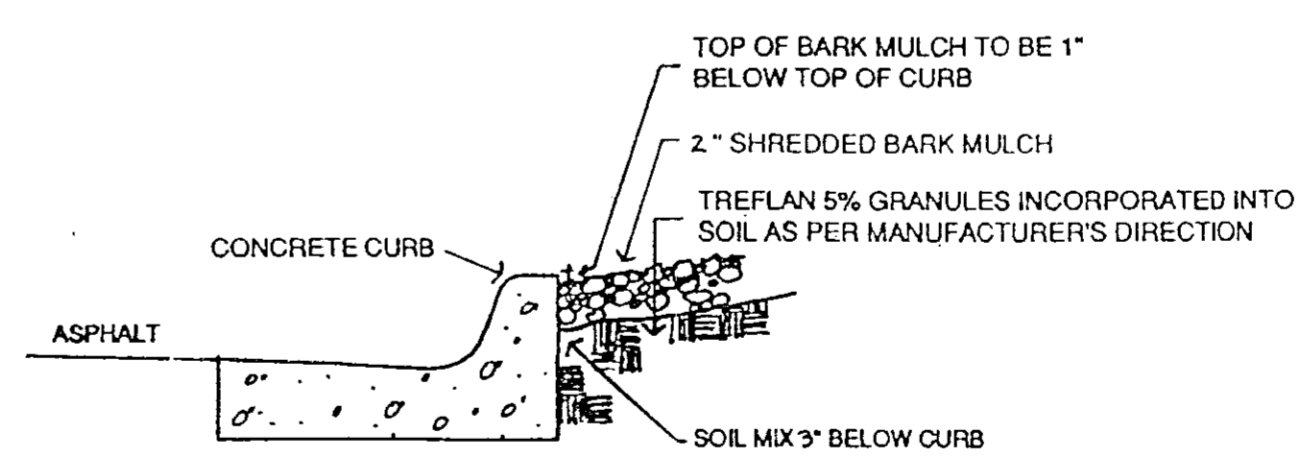 TOP OF BARK MULCH TO BE 1"
BELOW TOP OF CURB
2" SHREDDED BARK MULCH
TREFLAN 5% GRANULES INCORPORATED INTO
SOIL AS PER MANUFACTURER'S DIRECTION
CONCRETE CURB
ASPHALT
SOIL MIX 3" BELOW CURB